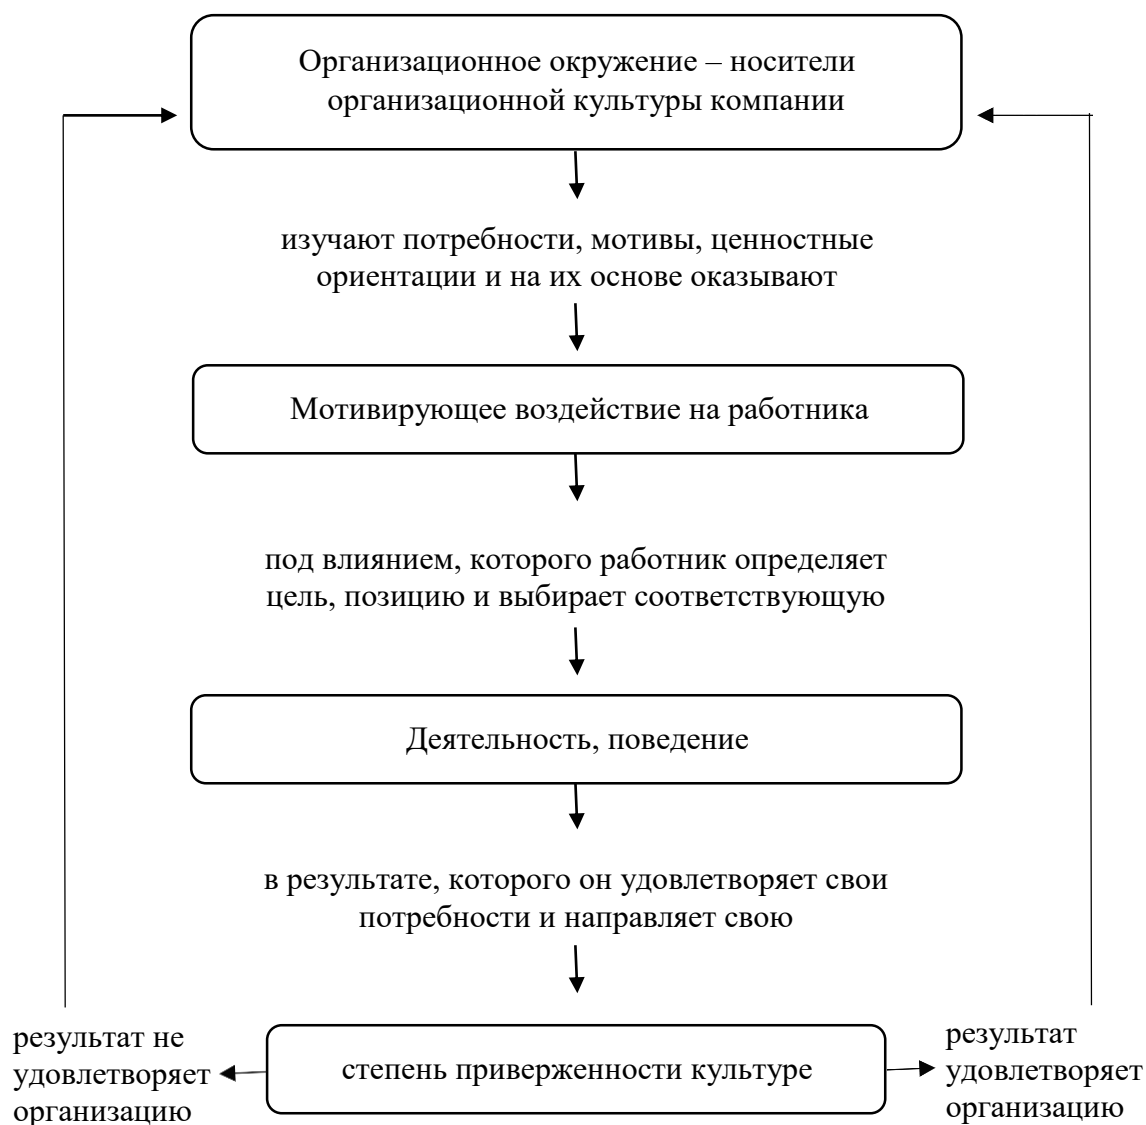 Организационное окружение – носители
организационной культуры компании
изучают потребности, мотивы, ценностные
ориентации и на их основе оказывают
Мотивирующее воздействие на работника
под влиянием, которого работник определяет
цель, позицию и выбирает соответствующую
Деятельность, поведение
в результате, которого он удовлетворяет свои
потребности и направляет свою
результат не
удовлетворяет
организацию
степень приверженности культуре
результат
удовлетворяет
организацию